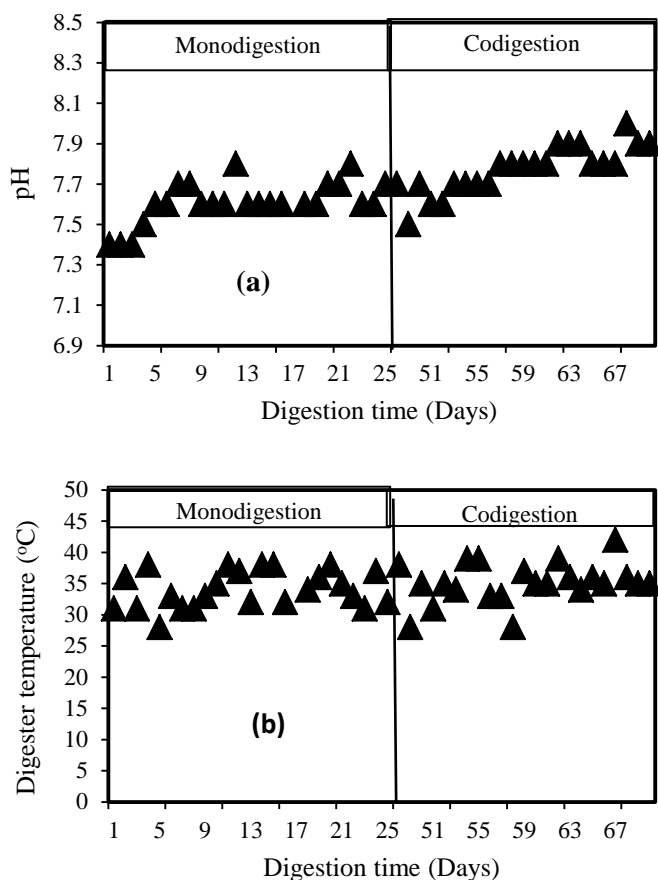 8.5
Monodigestion Codigestion
8.3
8.1
7.9
7.7
7.5
7.3
7.1
6.9
pH
(a)
1 5 9 13 17 21 25 51 55 59 63 67
Digestion time (Days)
50
Monodigestion Codigestion
45
40
35
30
25
20
15
10
5
0
Digester temperature (°C)
(b)
1 5 9 13 17 21 25 51 55 59 63 67
Digestion time (Days)